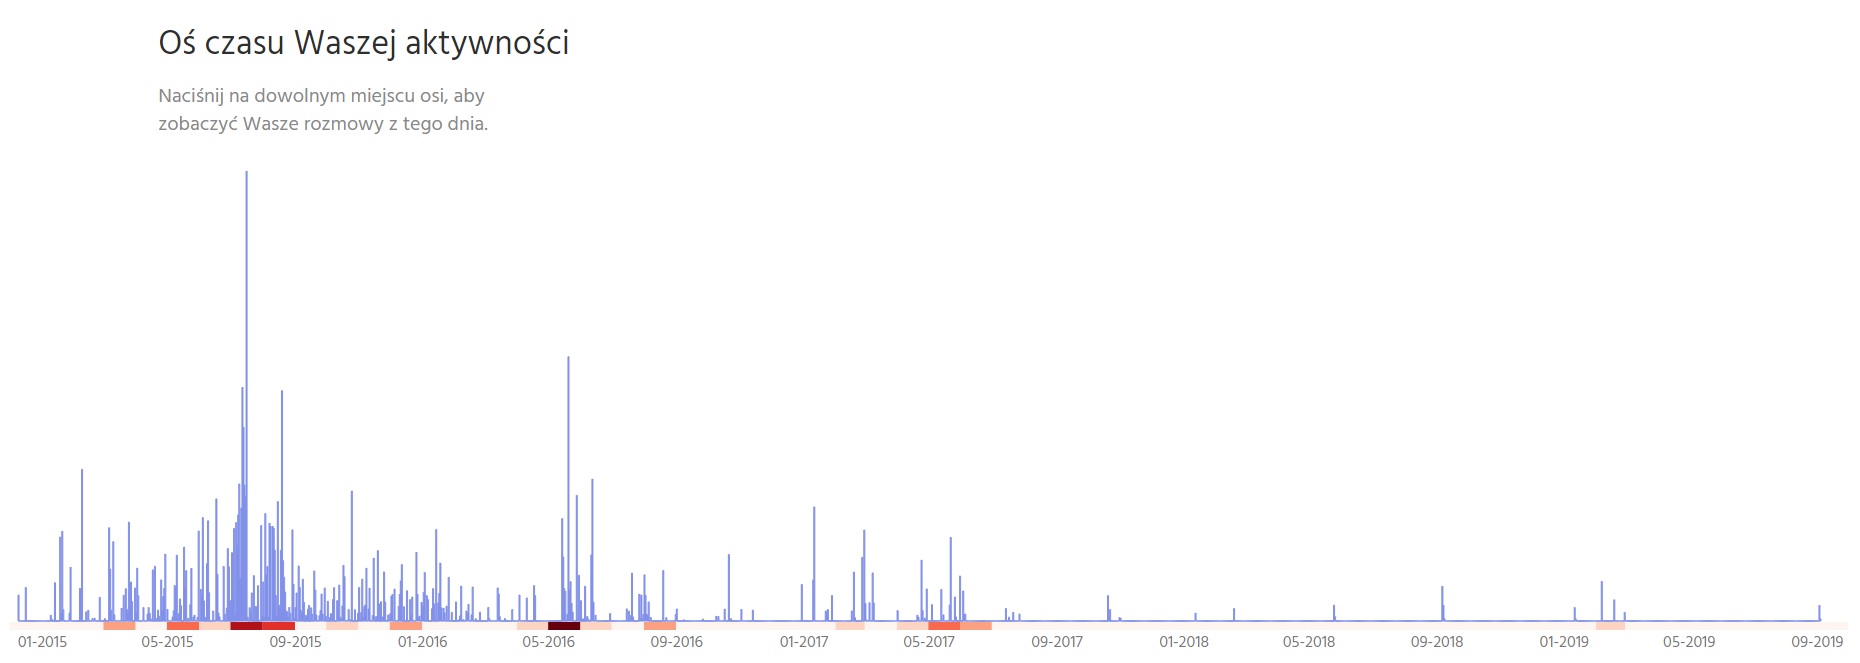 Oś czasu Waszej aktywności
Naciśnij na dowolnym miejscu osi, aby
zobaczyć Wasze rozmowy z tego dnia.
01-2015 05-2015 09-2015 01-2016 05-2016 09-2016 01-2017 05-2017 09-2017 01-2018 05-2018 09-2018 01-2019 05-2019 09-2019